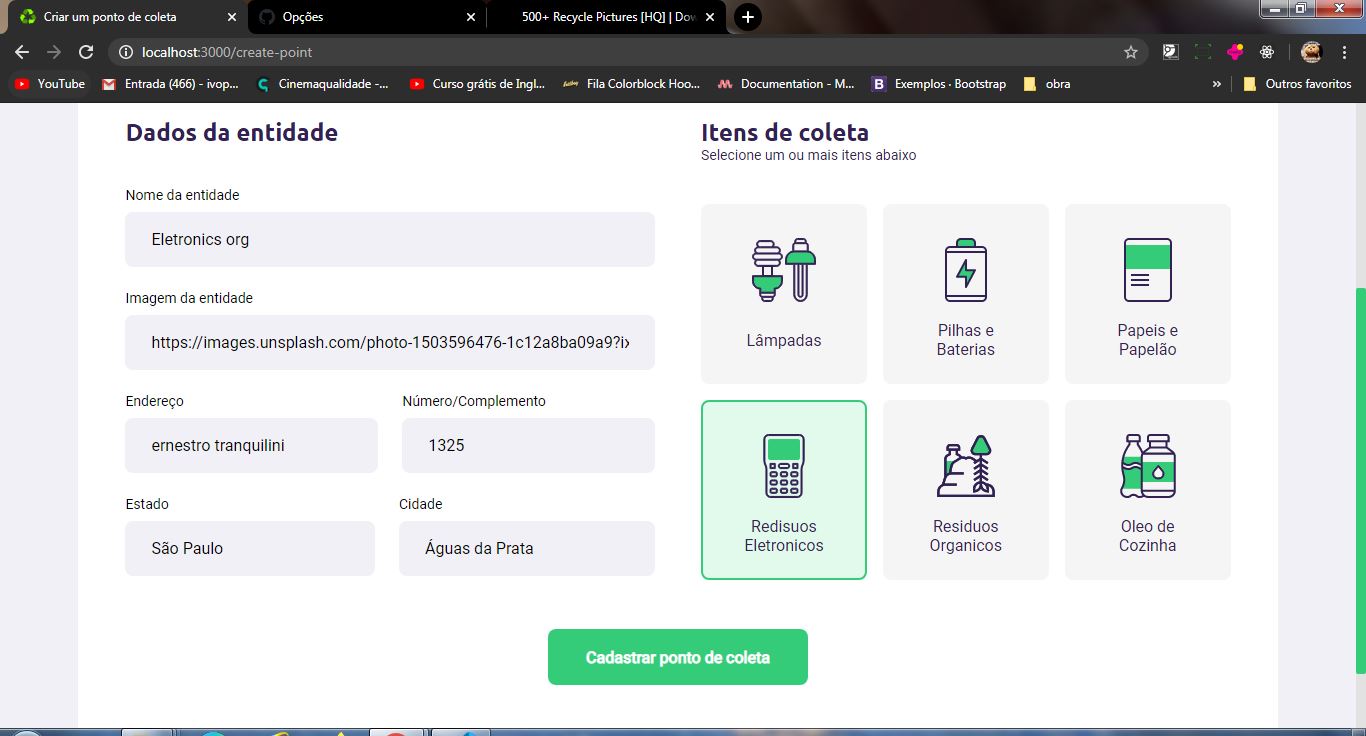 Criar um ponto de coleta
Opções
500+ Recycle Pictures [HQ] | Dow
localhost:3000/create-point
YouTube
Entrada (466) - ivop...
Cinemaqualidade -...
Curso grátis de Ingl...
Fila Colorblock Hoo...
Documentation - M...
B
Exemplos · Bootstrap
obra
»
Outros favoritos
Dados da entidade
Nome da entidade
Eletronics org
Imagem da entidade
https://images.unsplash.com/photo-1503596476-1c12a8ba09a9?ix
Endereço
Número/Complemento
ernestro tranquilini
1325
Estado
Cidade
São Paulo
Águas da Prata
Itens de coleta
Selecione um ou mais itens abaixo
Lâmpadas
Pilhas e
Baterias
Papeis e
Papelão
Redisuos
Eletronicos
Residuos
Organicos
Oleo de
Cozinha
Cadastrar ponto de coleta